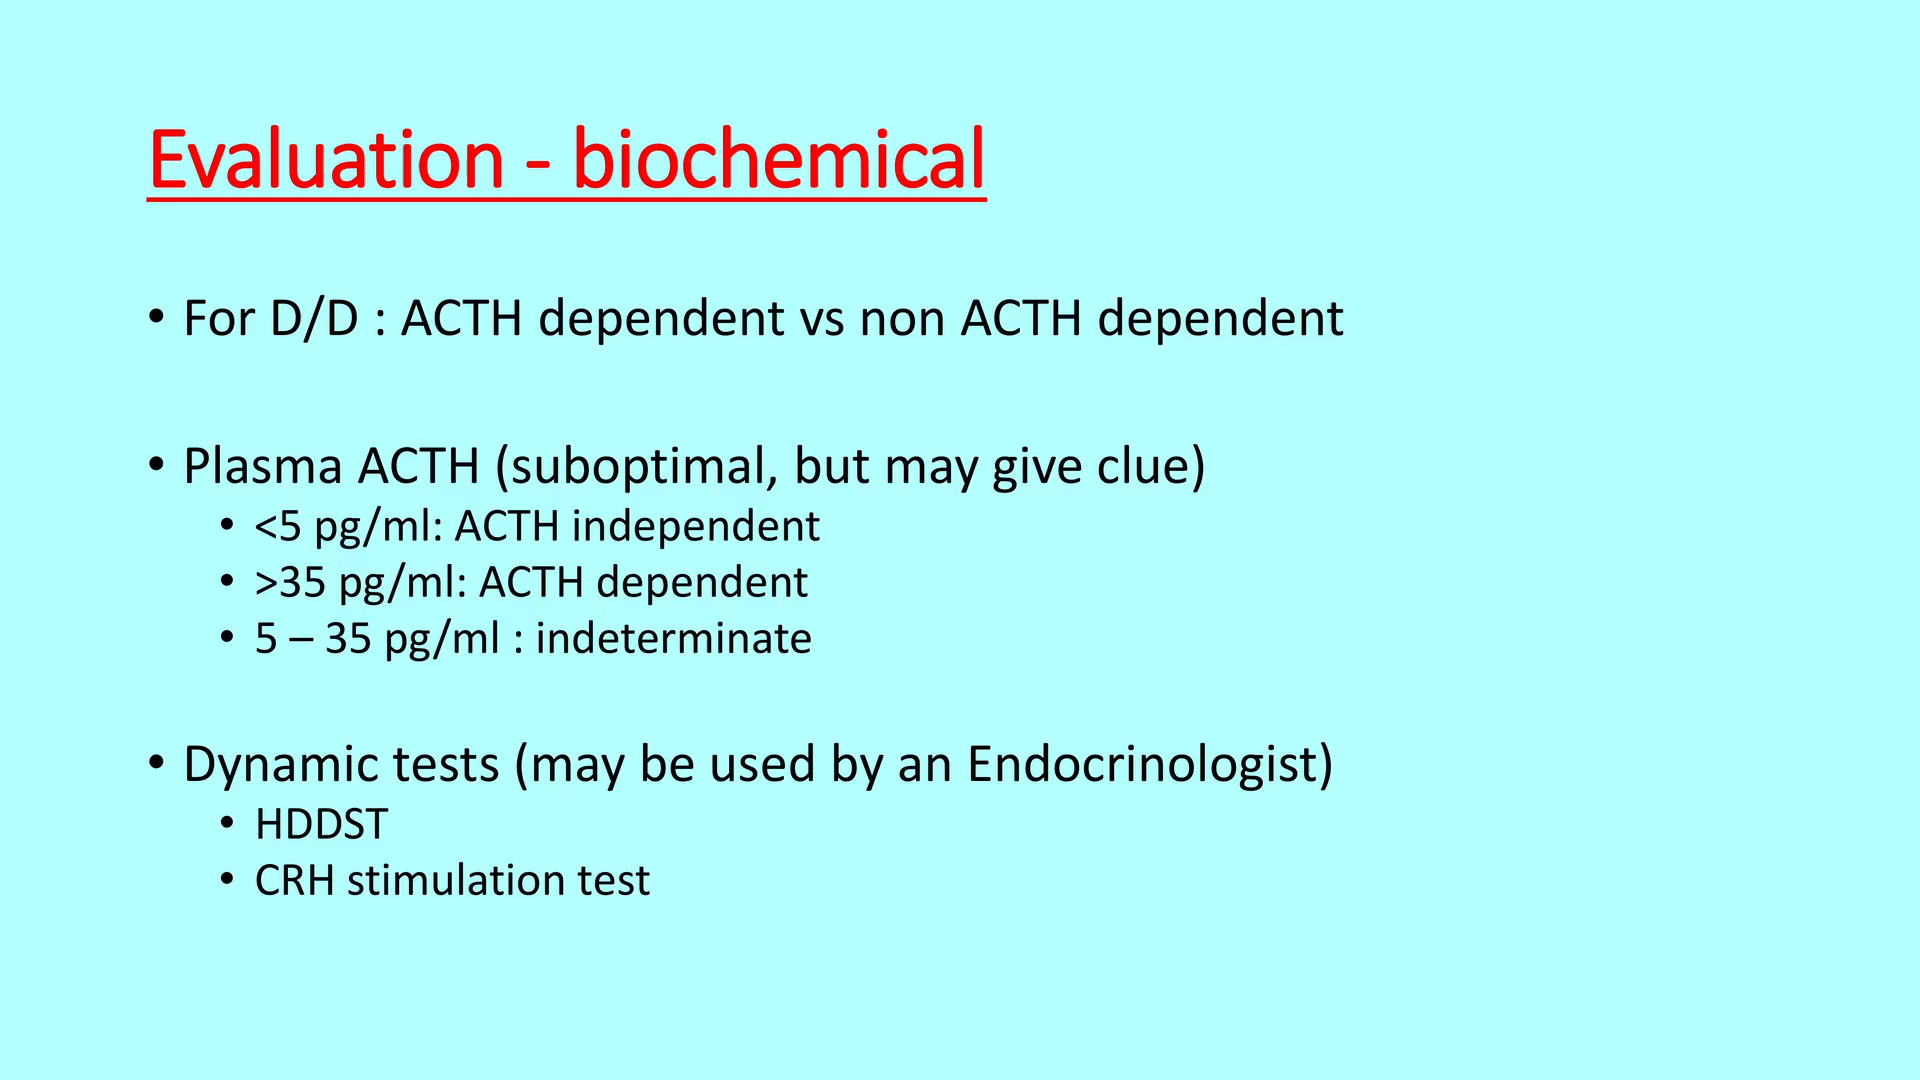 Evaluation - biochemical
• For D/D : ACTH dependent vs non ACTH dependent
• Plasma ACTH (suboptimal, but may give clue)
• <5 pg/ml: ACTH independent
• >35 pg/ml: ACTH dependent
• 5 – 35 pg/ml : indeterminate
• Dynamic tests (may be used by an Endocrinologist)
• HDDST
• CRH stimulation test